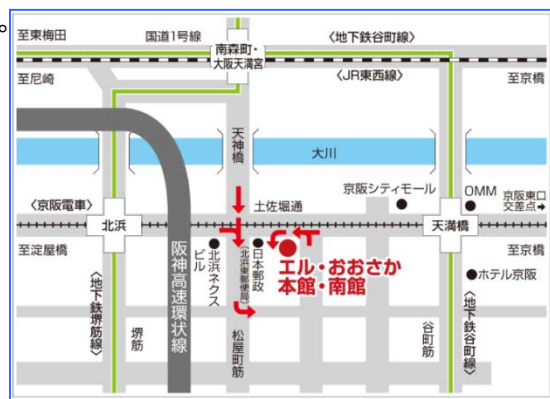 。
至東梅田
国道1号線
南森町・
大阪天満宮
〈地下鉄谷町線〉
至尼崎
〈JR東西線〉
至京橋
天神橋
大川
京阪シティモール
OMM
京阪東口
交差点➡
〈京阪電車〉
北浜
土佐堀通
天満橋
至淀屋橋
阪神高速環状線
北浜ネクス
ビル
日本郵政
(北浜東郵便局)
エル・おおさか
本館・南館
至京橋
ホテル京阪
〈地下鉄堺筋線〉
堺筋
松屋町筋
谷町筋
〈地下鉄谷町線〉